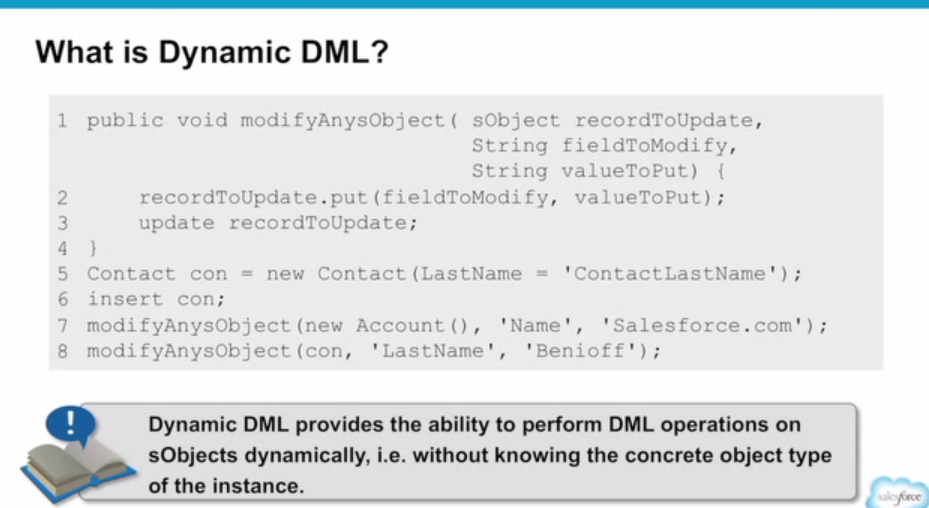 What is Dynamic DML?
1 public void modifyAnysObject( sObject recordToUpdate,
String fieldToModify,
String valueToPut) {
2 recordToUpdate.put(fieldToModify, valueToPut);
3 update recordToUpdate;
4 }
5 Contact con = new Contact(LastName = 'ContactLastName');
6 insert con;
7 modifyAnysObject(new Account(), 'Name', 'Salesforce.com');
8 modifyAnysObject(con, 'LastName', 'Benioff');
!
Dynamic DML provides the ability to perform DML operations on
sObjects dynamically, i.e. without knowing the concrete object type
of the instance.
salesforce